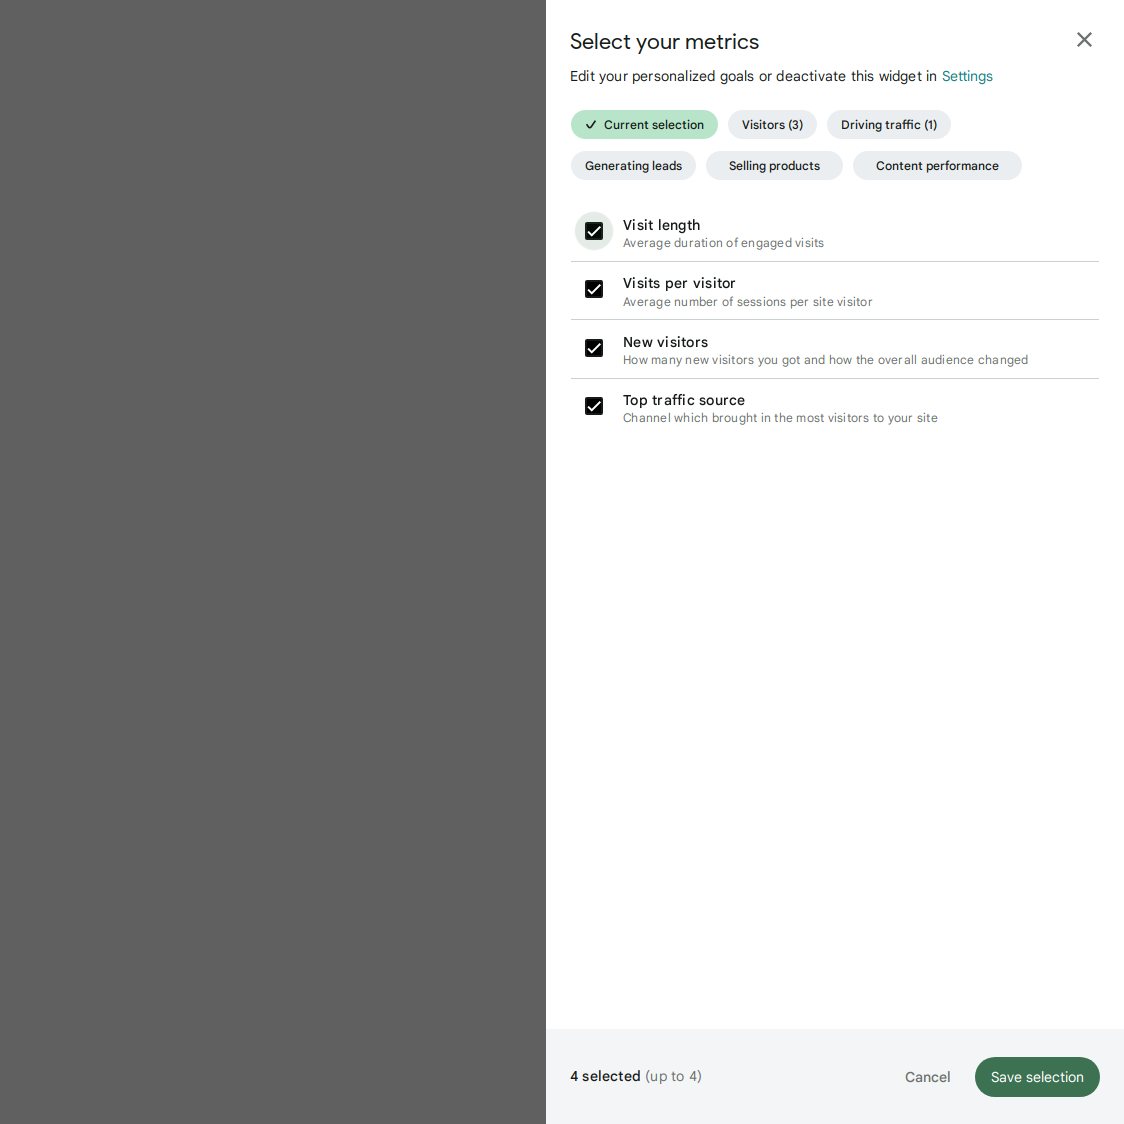 Select your metrics
Edit your personalized goals or deactivate this widget in Settings
Current selection
Visitors (3)
Driving traffic (1)
Generating leads
Selling products
Content performance
Visit length
Average duration of engaged visits
Visits per visitor
Average number of sessions per site visitor
New visitors
How many new visitors you got and how the overall audience changed
Top traffic source
Channel which brought in the most visitors to your site
4 selected (up to 4)
Cancel
Save selection